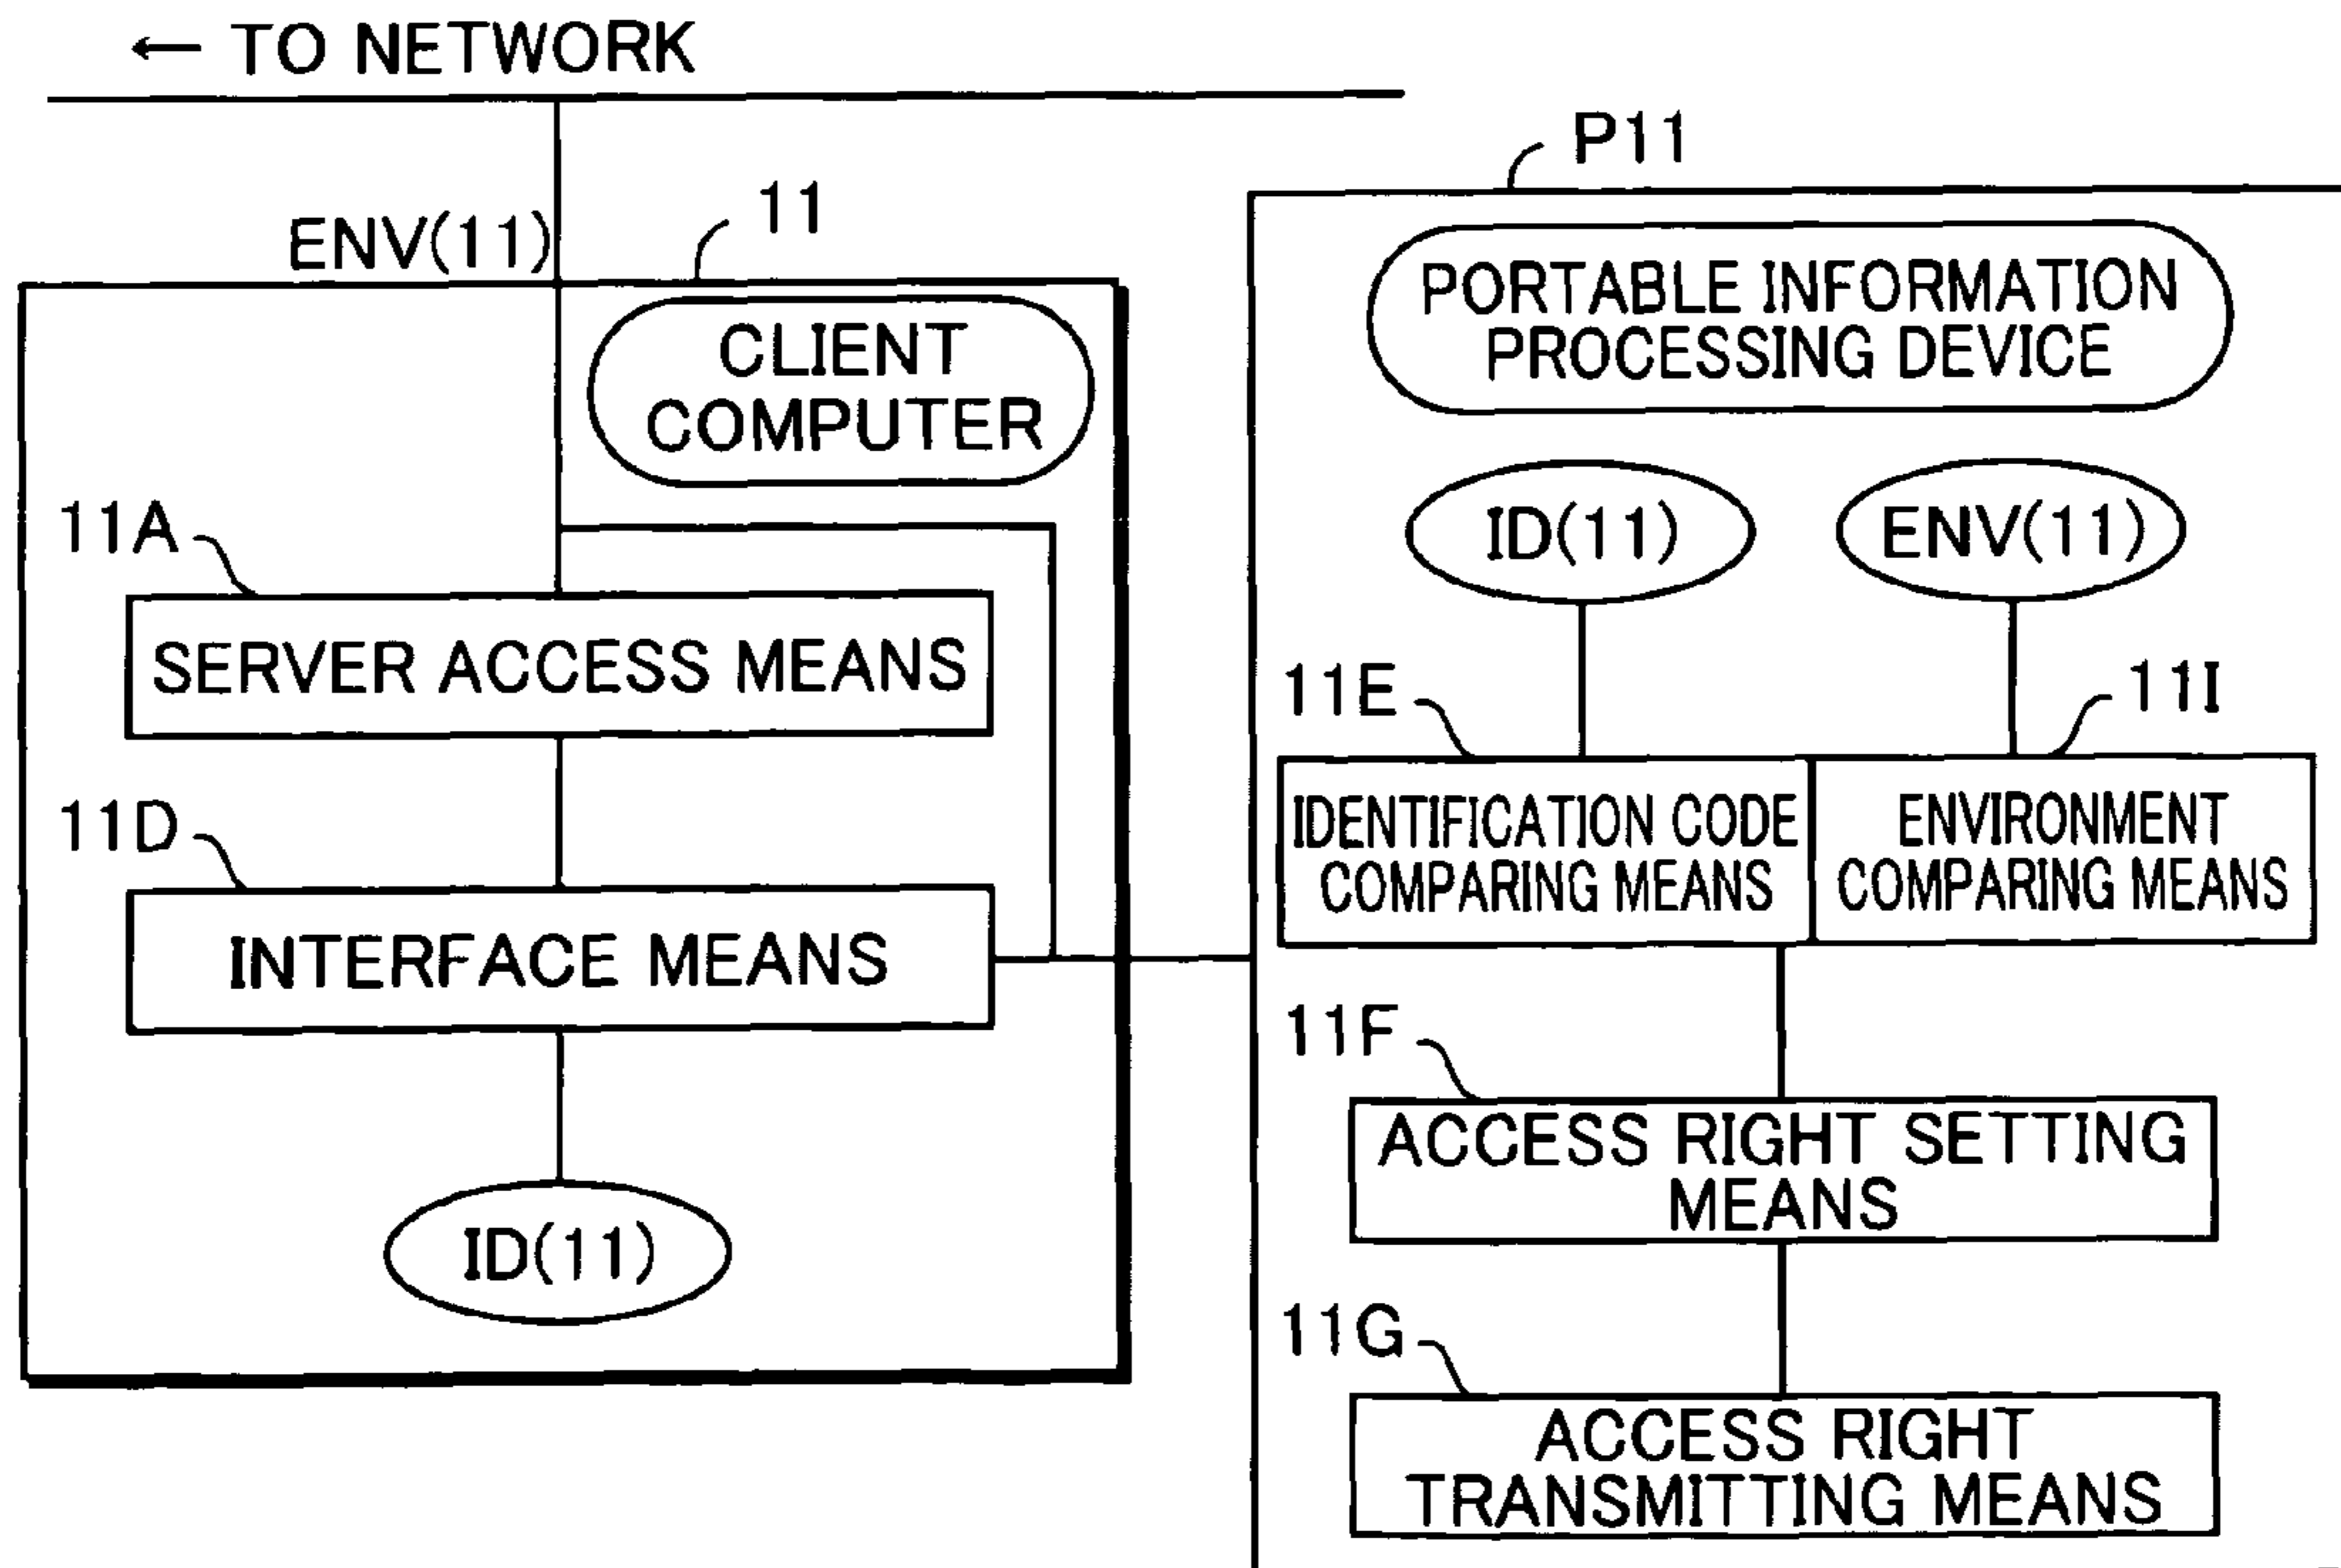 ← TO NETWORK
ENV(11)
11
CLIENT
COMPUTER
11A
SERVER ACCESS MEANS
11D
INTERFACE MEANS
ID(11)
P11
PORTABLE INFORMATION
PROCESSING DEVICE
ID(11)
ENV(11)
11E
11I
IDENTIFICATION CODE
COMPARING MEANS
ENVIRONMENT
COMPARING MEANS
11F
ACCESS RIGHT SETTING
MEANS
11G
ACCESS RIGHT
TRANSMITTING MEANS